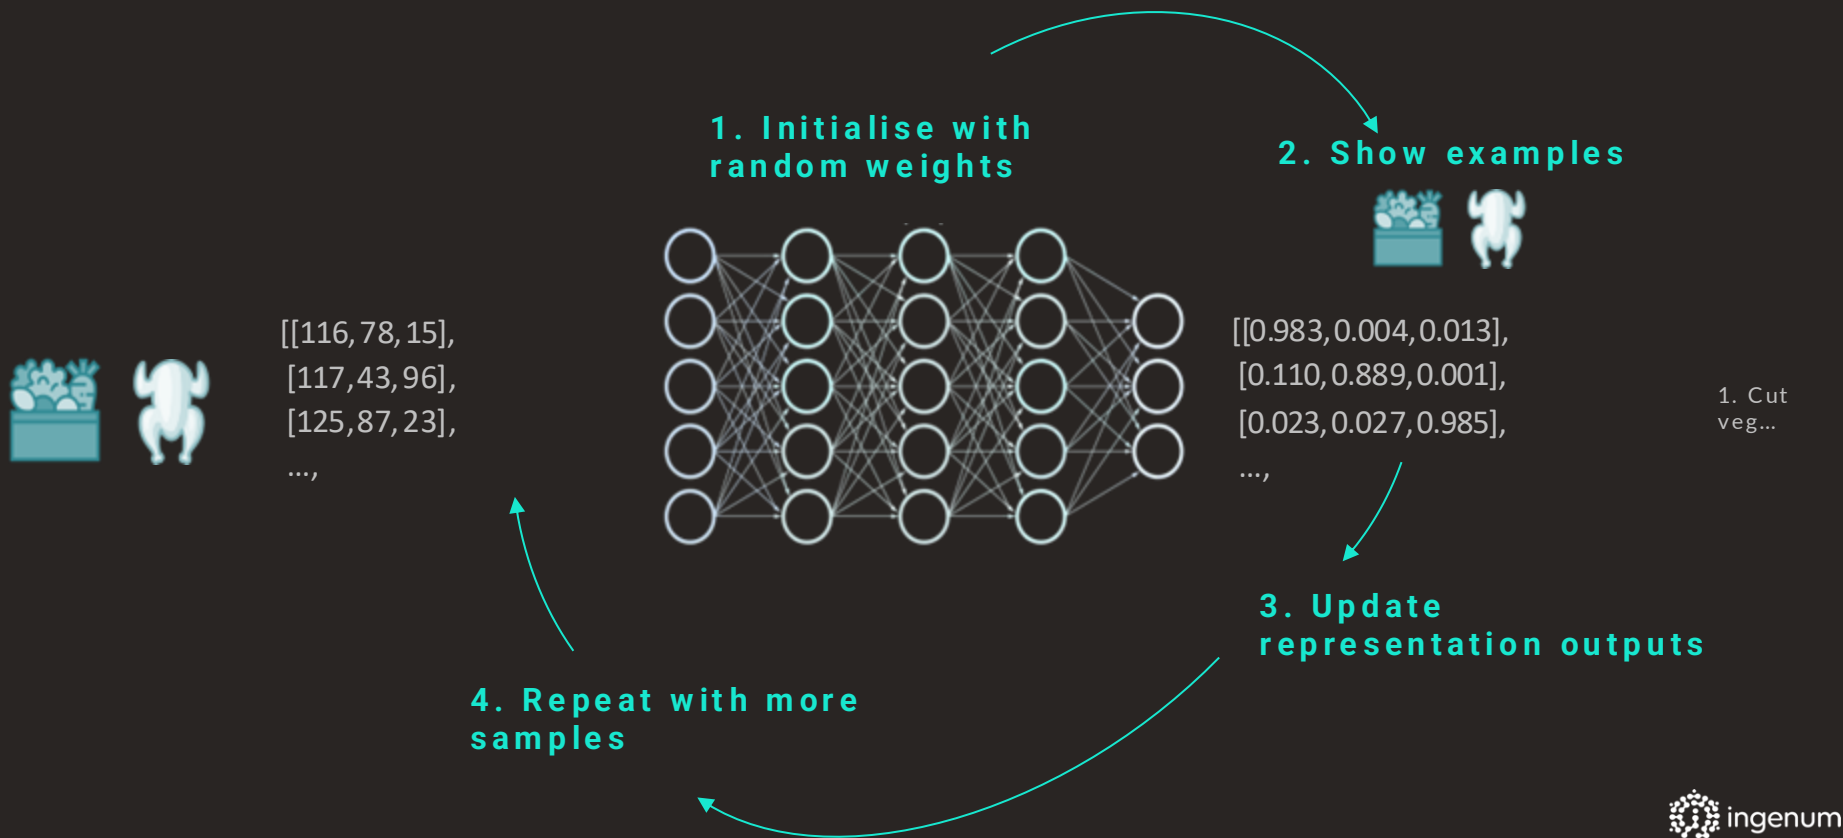 1. Initialise with
random weights
2. Show examples
[[116,78,15],
[117,43,96],
[125,87,23],
...,
[[0.983,0.004,0.013],
[0.110,0.889,0.001],
[0.023,0.027,0.985],
...,
1. Cut
veg...
3. Update
representation outputs
4. Repeat with more
samples
ingenum